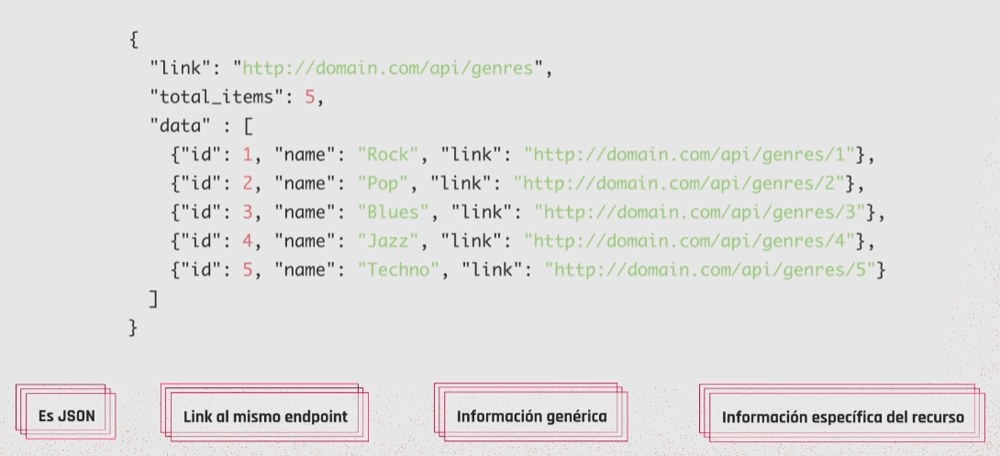 {
"link": "http://domain.com/api/genres",
"total_items": 5,
"data" : [
{"id": 1, "name": "Rock", "link": "http://domain.com/api/genres/1"},
{"id": 2, "name": "Pop", "link": "http://domain.com/api/genres/2"},
{"id": 3, "name": "Blues", "link": "http://domain.com/api/genres/3"},
{"id": 4, "name": "Jazz", "link": "http://domain.com/api/genres/4"},
{"id": 5, "name": "Techno", "link": "http://domain.com/api/genres/5"}
]
}
Es JSON
Link al mismo endpoint
Información genérica
Información específica del recurso